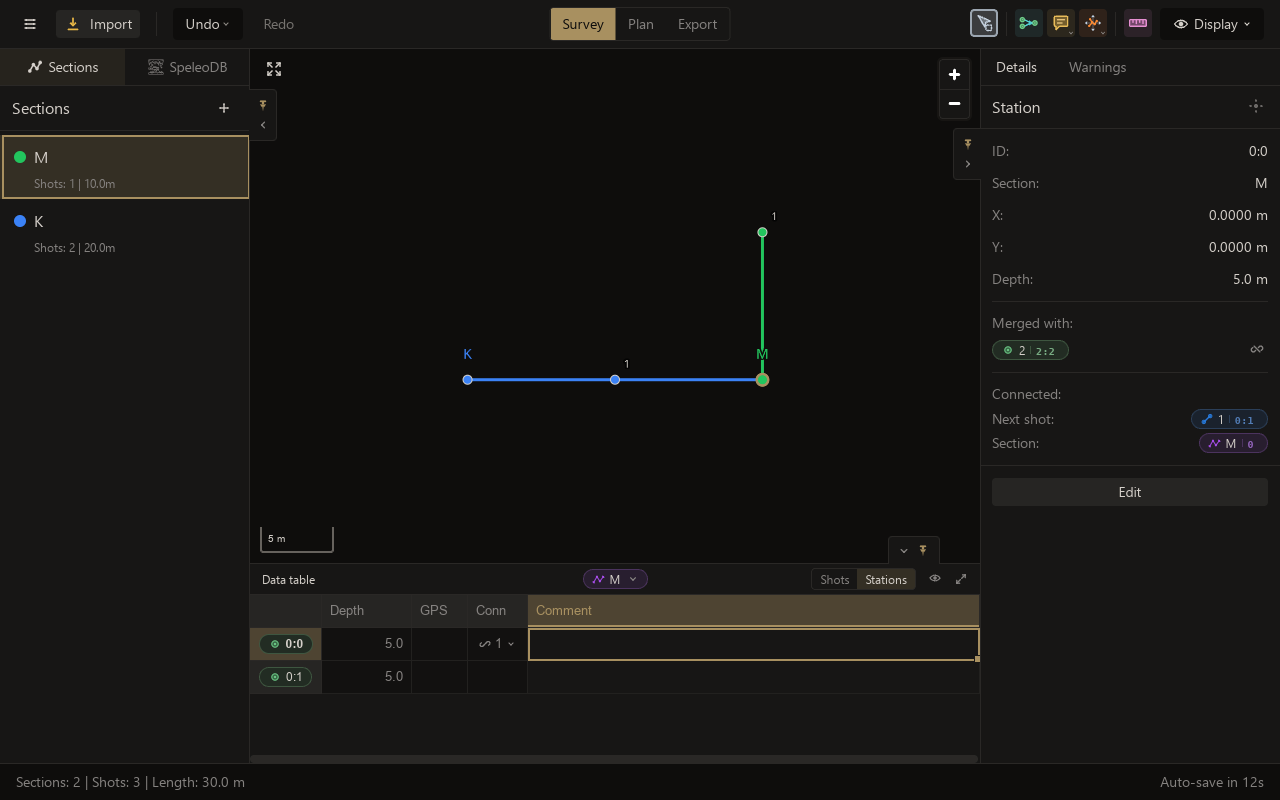 Import
Undo
Redo
Survey
Plan
Export
Display
Sections
SpeleoDB
Sections
M
Shots: 1 | 10.0m
K
Shots: 2 | 20.0m
1
K
1
M
5 m
Details
Warnings
Station
ID:
0:0
Section:
M
X:
0.0000 m
Y:
0.0000 m
Depth:
5.0 m
Merged with:
2 | 2:2
Connected:
Next shot:
1 | 0:1
Section:
M | 0
Edit
Data table
M
Shots
Stations
Depth
GPS
Conn
Comment
0:0
5.0
1
0:1
5.0
Sections: 2 | Shots: 3 | Length: 30.0 m
Auto-save in 12s